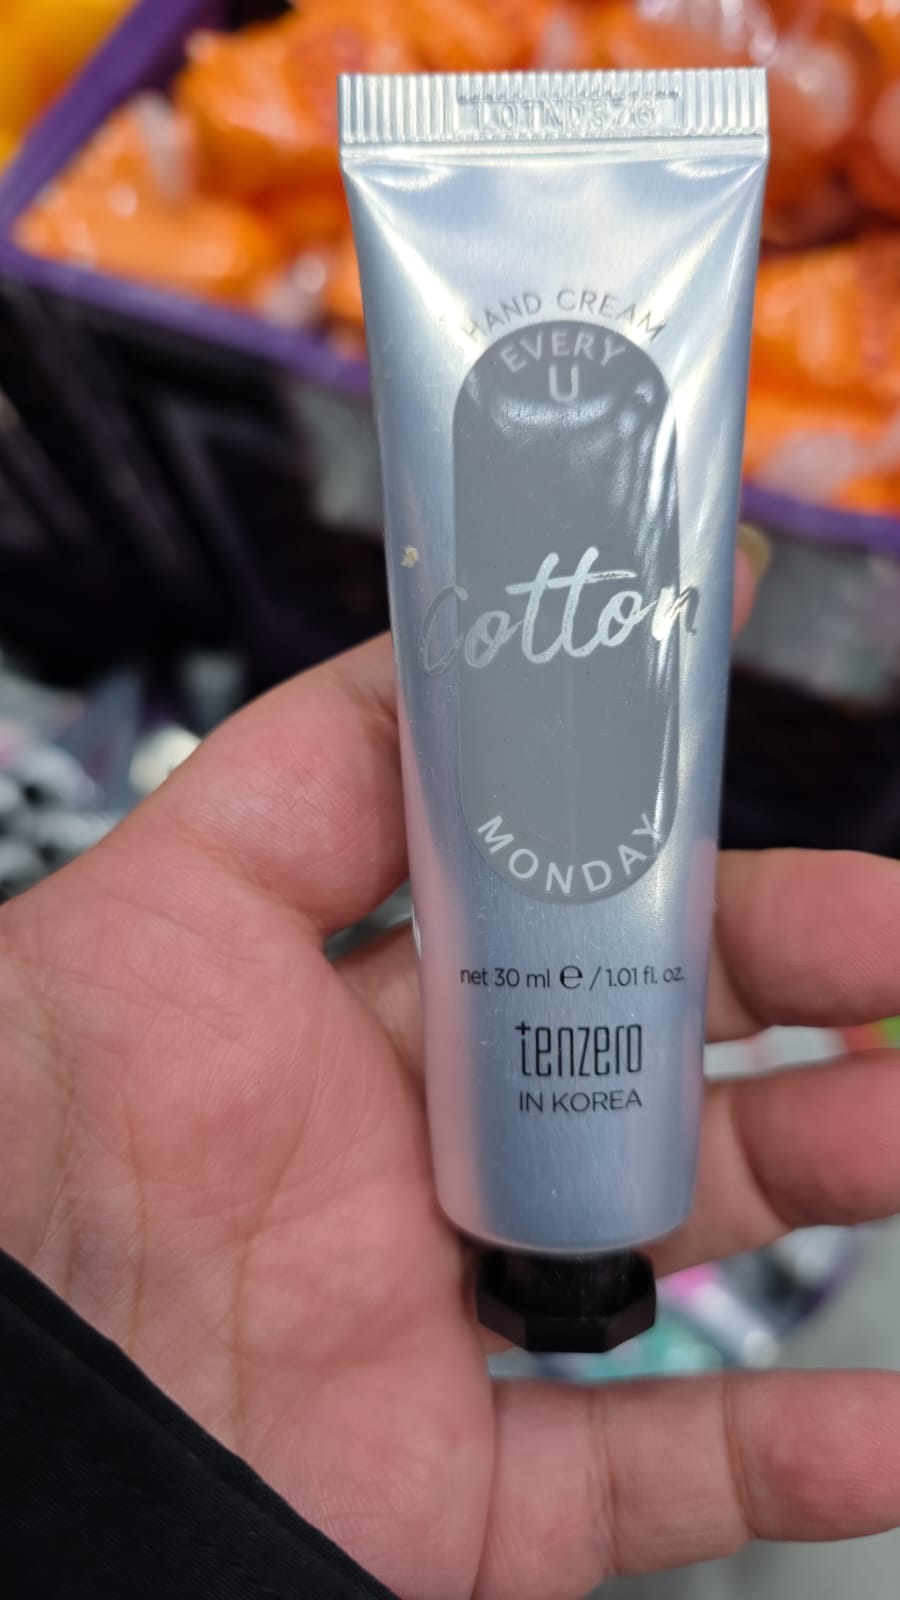 HAND CREAM
EVERY
U
Cotton
MONDAY
net 30 ml ℮ / 1.01 fl. oz.
tenzero
IN KOREA